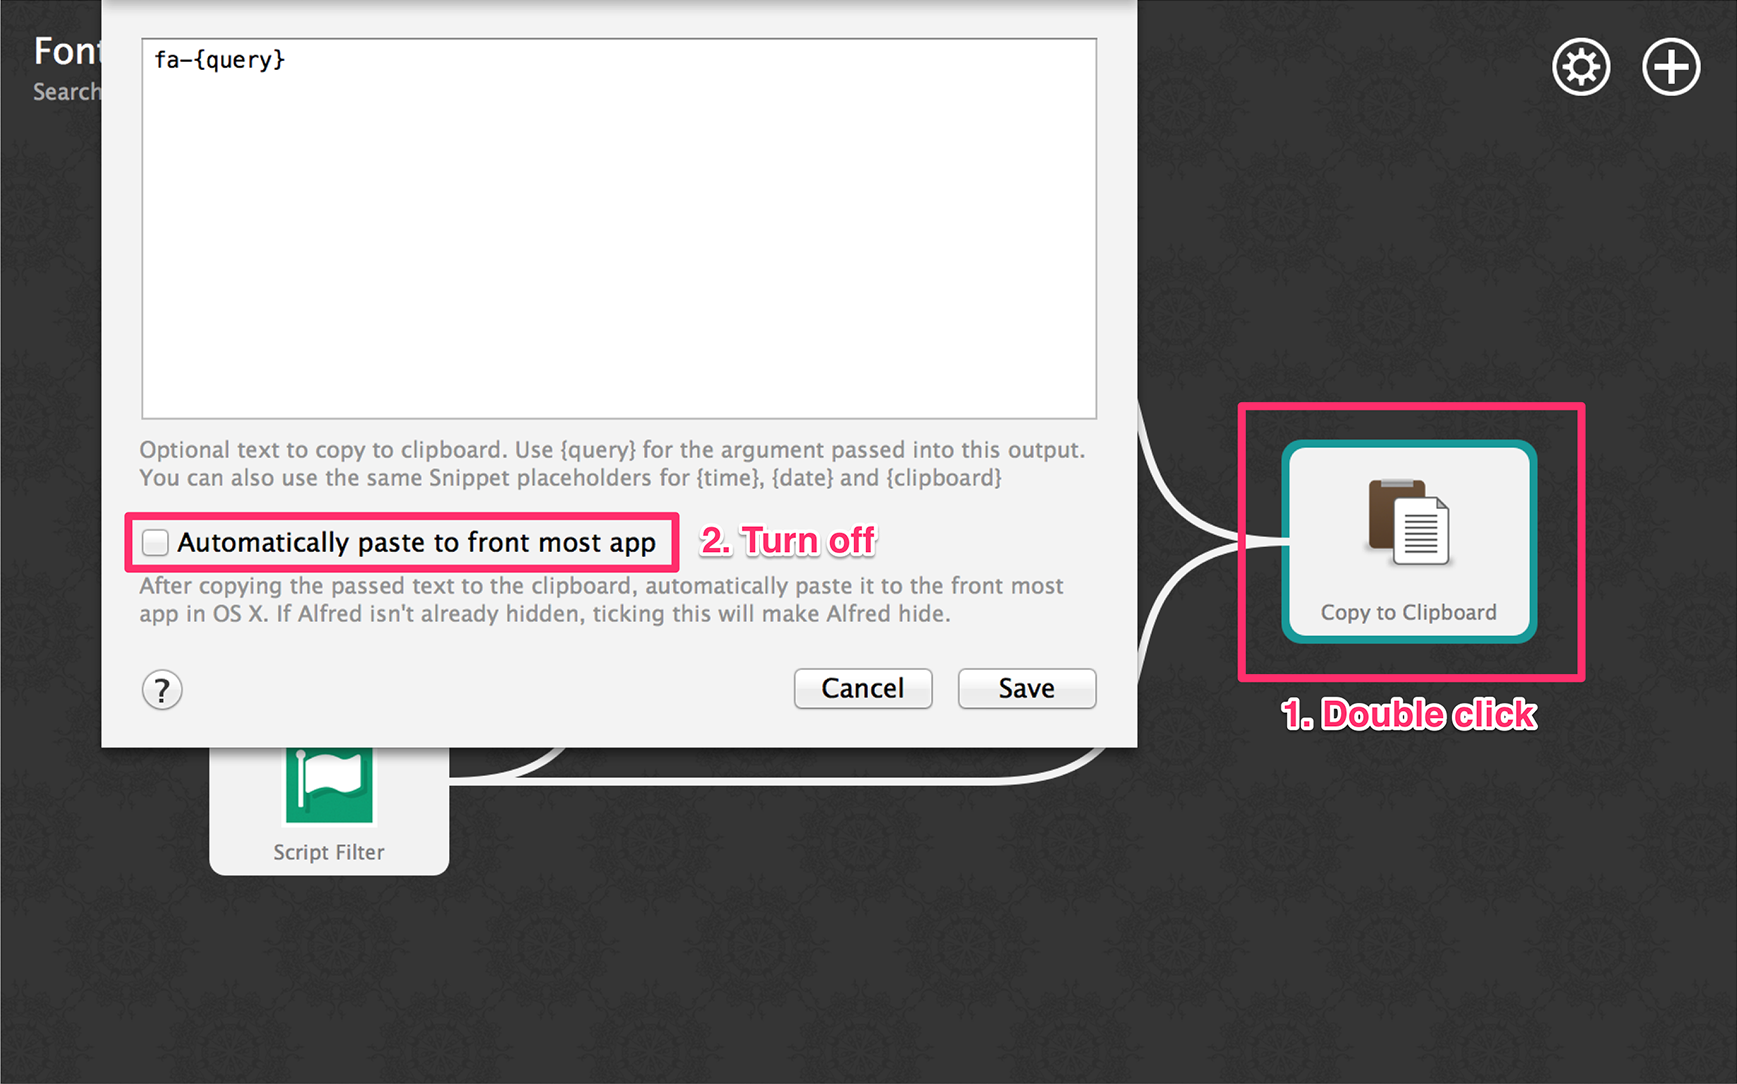 Font
Search
fa-{query}
Optional text to copy to clipboard. Use {query} for the argument passed into this output.
You can also use the same Snippet placeholders for {time}, {date} and {clipboard}
Automatically paste to front most app
2. Turn off
After copying the passed text to the clipboard, automatically paste it to the front most
app in OS X. If Alfred isn't already hidden, ticking this will make Alfred hide.
?
Cancel
Save
Copy to Clipboard
1. Double click
Script Filter